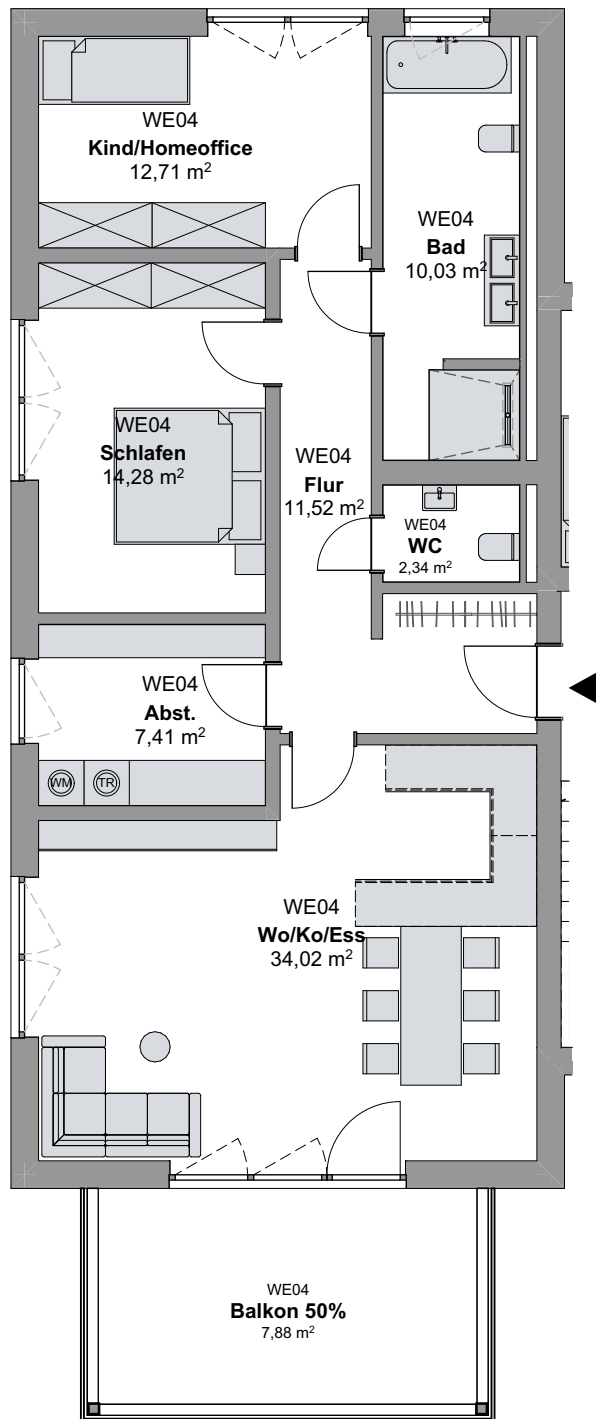 WE04
Kind/Homeoffice
12,71 m²
WE04
Bad
10,03 m²
WE04
Schlafen
14,28 m²
WE04
Flur
11,52 m²
WE04
WC
2,34 m²
WE04
Abst.
7,41 m²
WM
TR
WE04
Wo/Ko/Ess
34,02 m²
WE04
Balkon 50%
7,88 m²